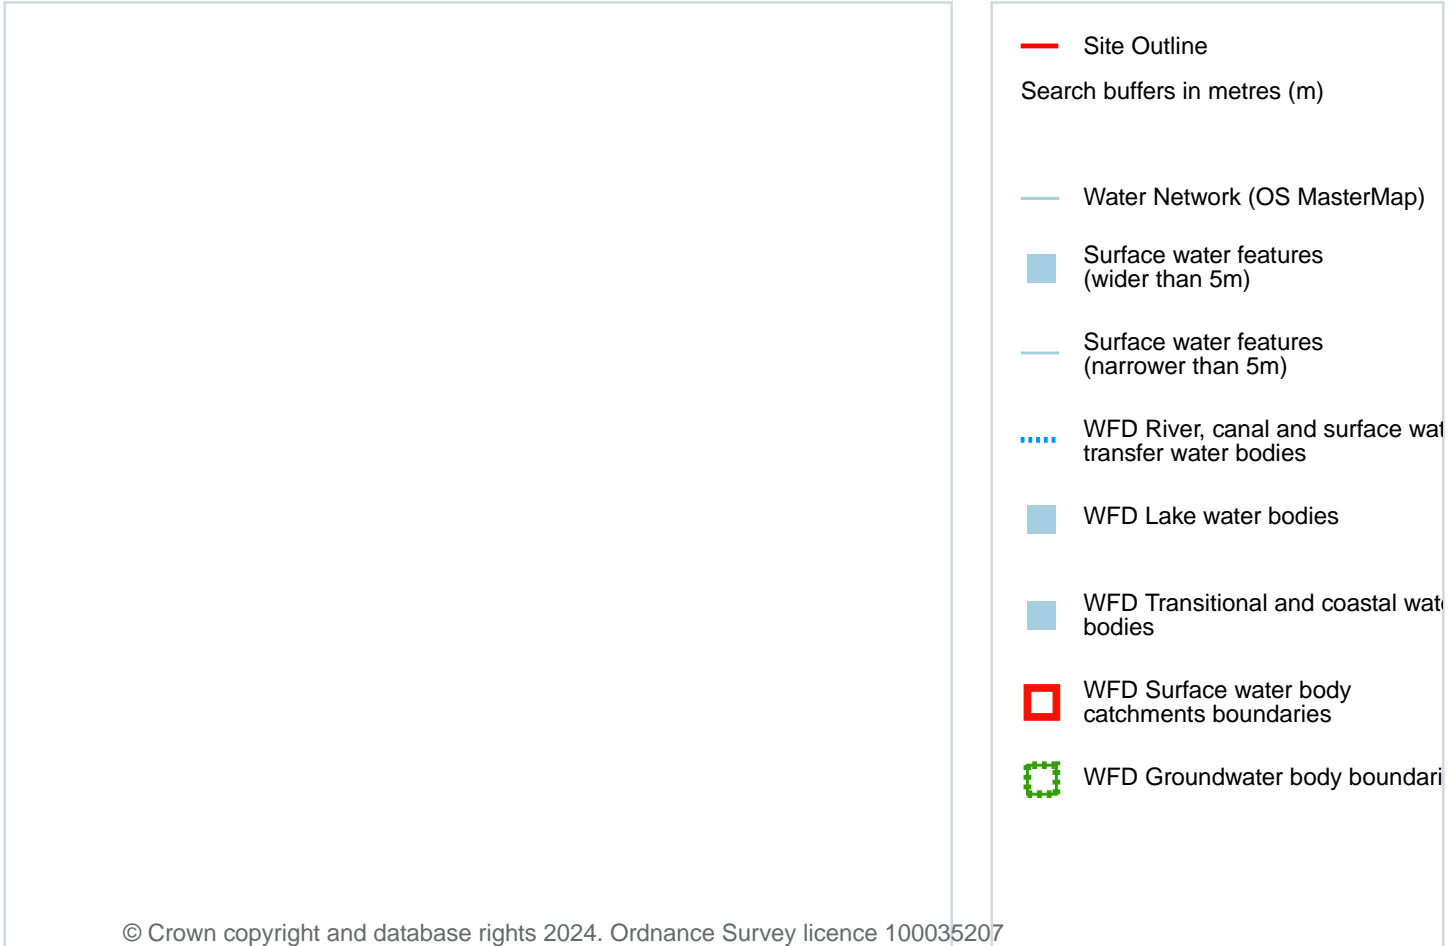 Site Outline
Search buffers in metres (m)
Water Network (OS MasterMap)
Surface water features
(wider than 5m)
Surface water features
(narrower than 5m)
WFD River, canal and surface wat
transfer water bodies
WFD Lake water bodies
WFD Transitional and coastal wat
bodies
WFD Surface water body
catchments boundaries
WFD Groundwater body boundari
© Crown copyright and database rights 2024. Ordnance Survey licence 100035207